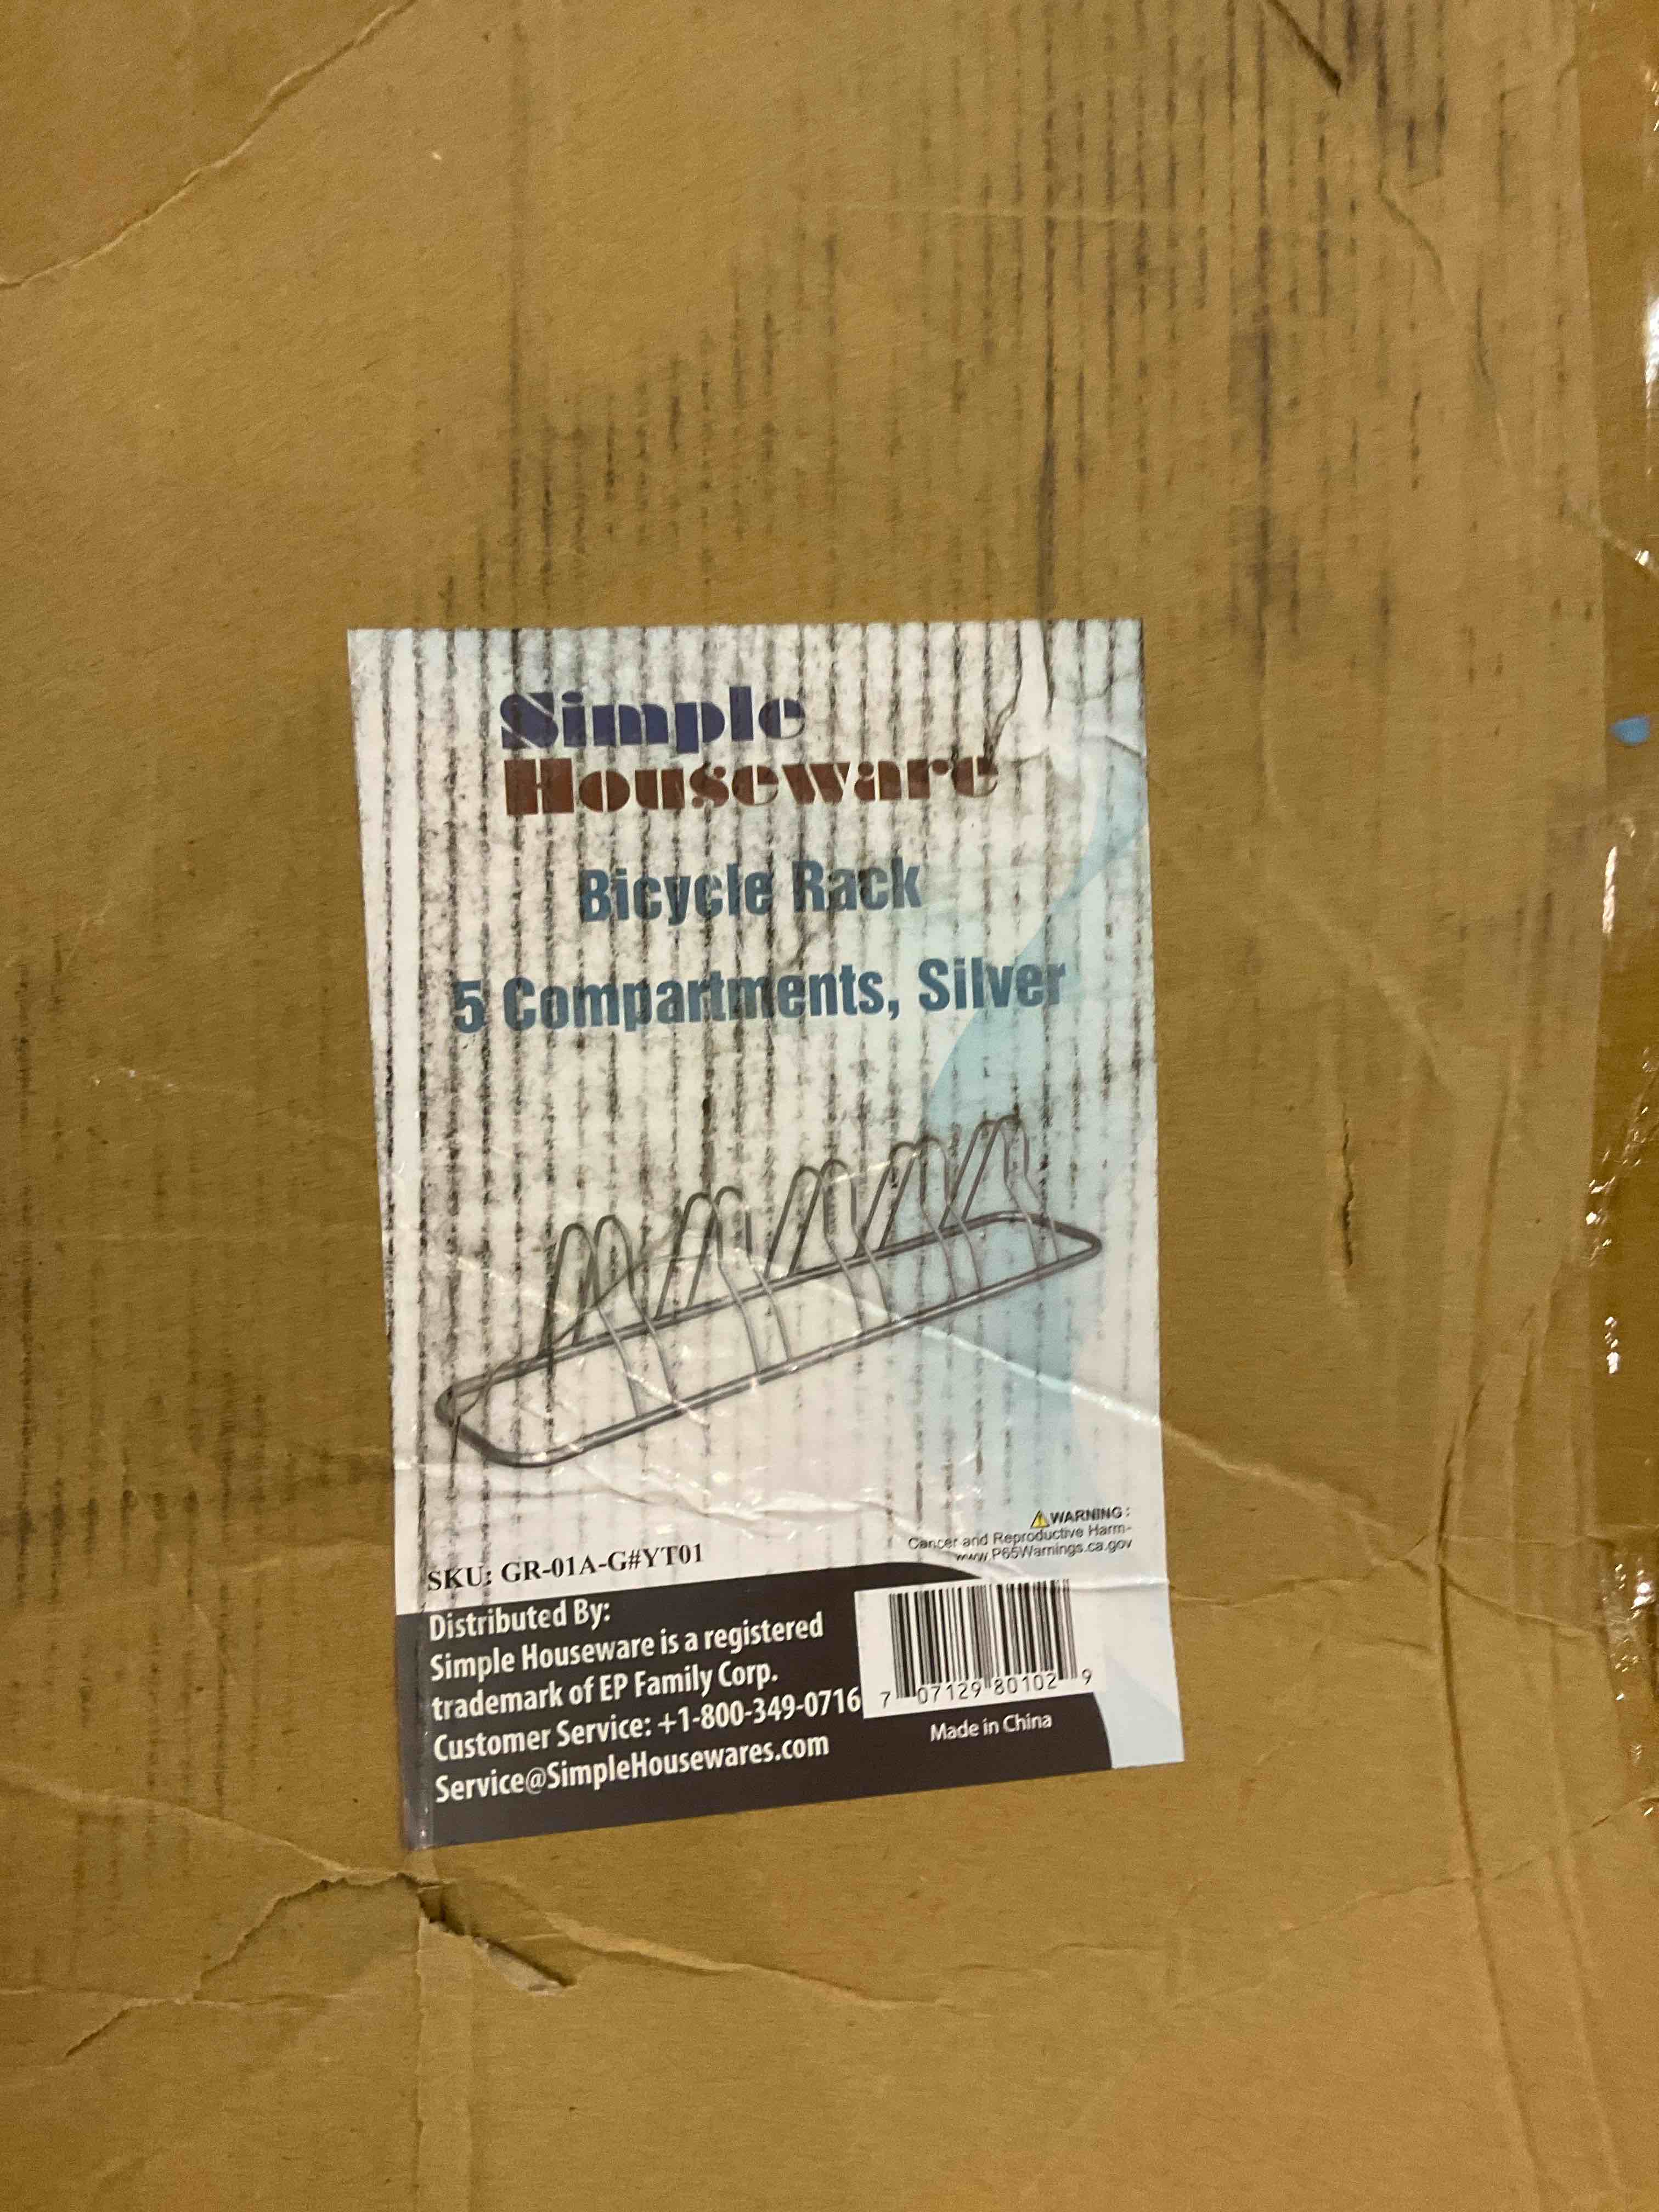 Simple
Houseware
Bicycle Rack
5 Compartments, Silver
⚠WARNING:
Cancer and Reproductive Harm-
www.P65Warnings.ca.gov
SKU: GR-01A-G#YT01
Distributed By:
Simple Houseware is a registered
trademark of EP Family Corp.
Customer Service: +1-800-349-0716
Service@SimpleHousewares.com
7 07129 80102 9
Made in China